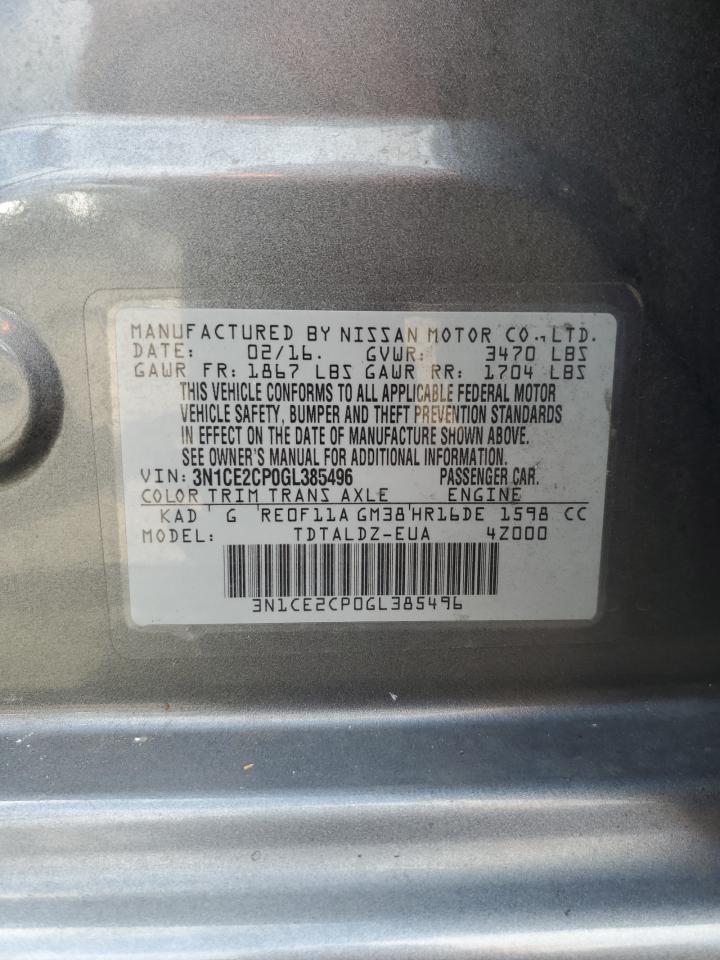 MANUFACTURED BY NISSAN MOTOR CO., LTD.
DATE: 02/16. GVWR: 3470 LBS
GAWR FR: 1867 LBS GAWR RR: 1704 LBS
THIS VEHICLE CONFORMS TO ALL APPLICABLE FEDERAL MOTOR
VEHICLE SAFETY, BUMPER AND THEFT PREVENTION STANDARDS
IN EFFECT ON THE DATE OF MANUFACTURE SHOWN ABOVE.
SEE OWNER'S MANUAL FOR ADDITIONAL INFORMATION.
VIN: 3N1CE2CP0GL385496 PASSENGER CAR.
COLOR TRIM TRANS AXLE ENGINE
KAD G RE0F11A GM38 HR16DE 1598 CC
MODEL: TDTALDZ-EUA 4Z000
3N1CE2CP0GL385496